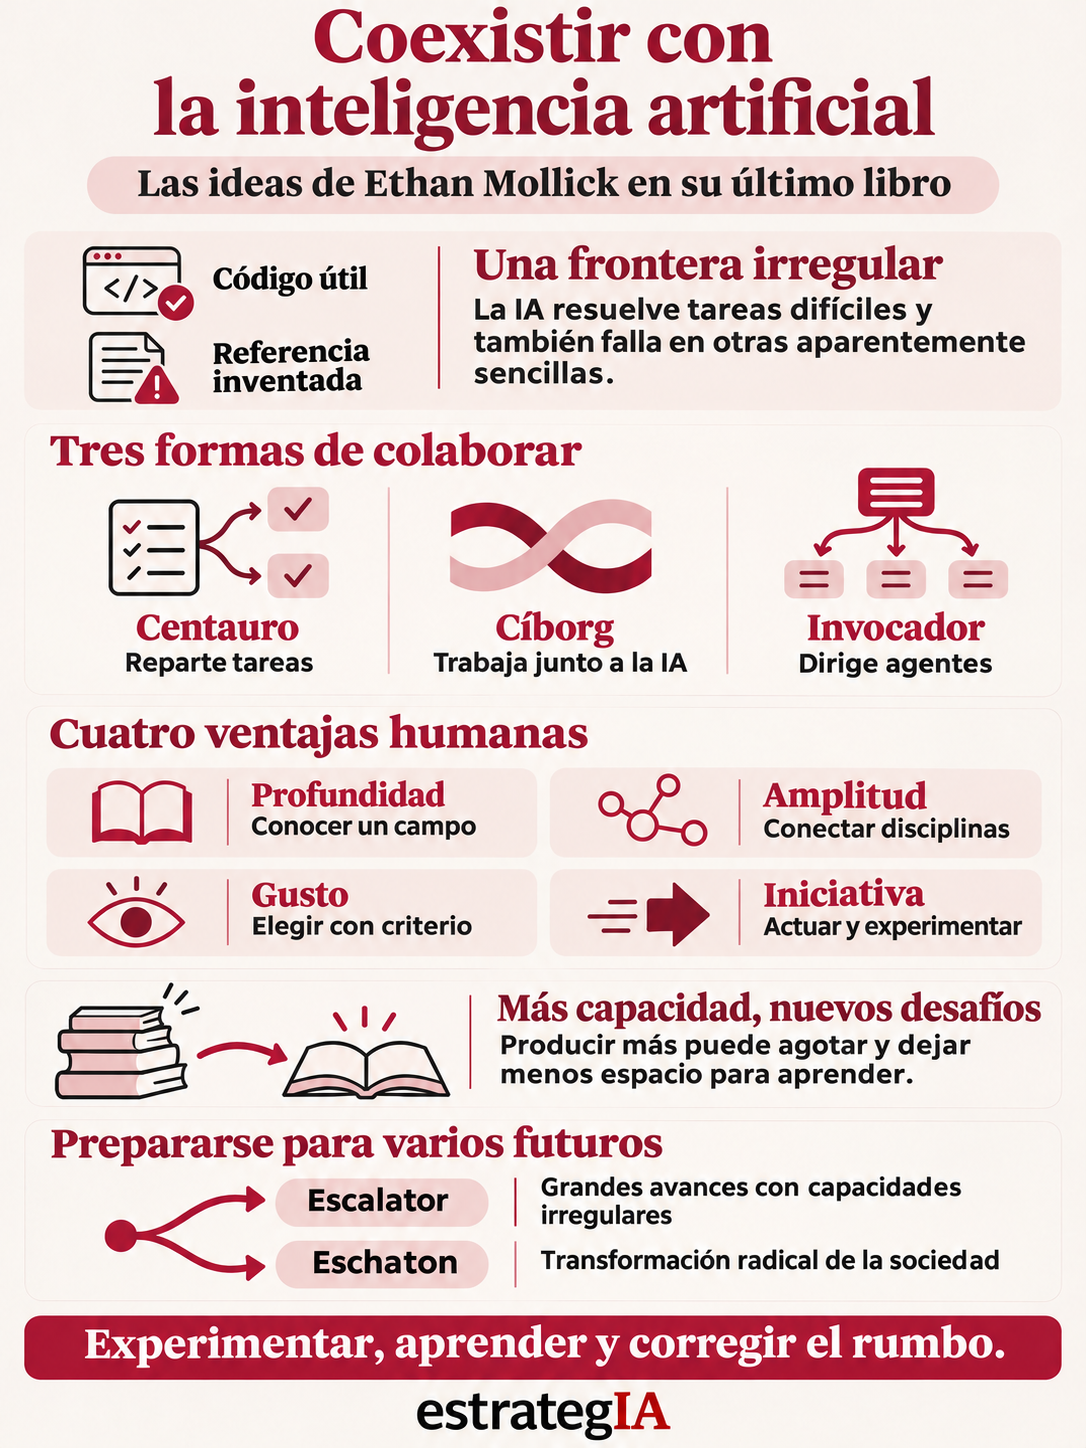 Coexistir con
la inteligencia artificial
Las ideas de Ethan Mollick en su último libro
</>
Código útil
Referencia
inventada
Una frontera irregular
La IA resuelve tareas difíciles y
también falla en otras aparentemente
sencillas.
Tres formas de colaborar
Centauro
Reparte tareas
Cíborg
Trabaja junto a la IA
Invocador
Dirige agentes
Cuatro ventajas humanas
Profundidad
Conocer un campo
Amplitud
Conectar disciplinas
Gusto
Elegir con criterio
Iniciativa
Actuar y experimentar
Más capacidad, nuevos desafíos
Producir más puede agotar y dejar
menos espacio para aprender.
Prepararse para varios futuros
Escalator
Grandes avances con capacidades
irregulares
Eschaton
Transformación radical de la sociedad
Experimentar, aprender y corregir el rumbo.
estrategIA